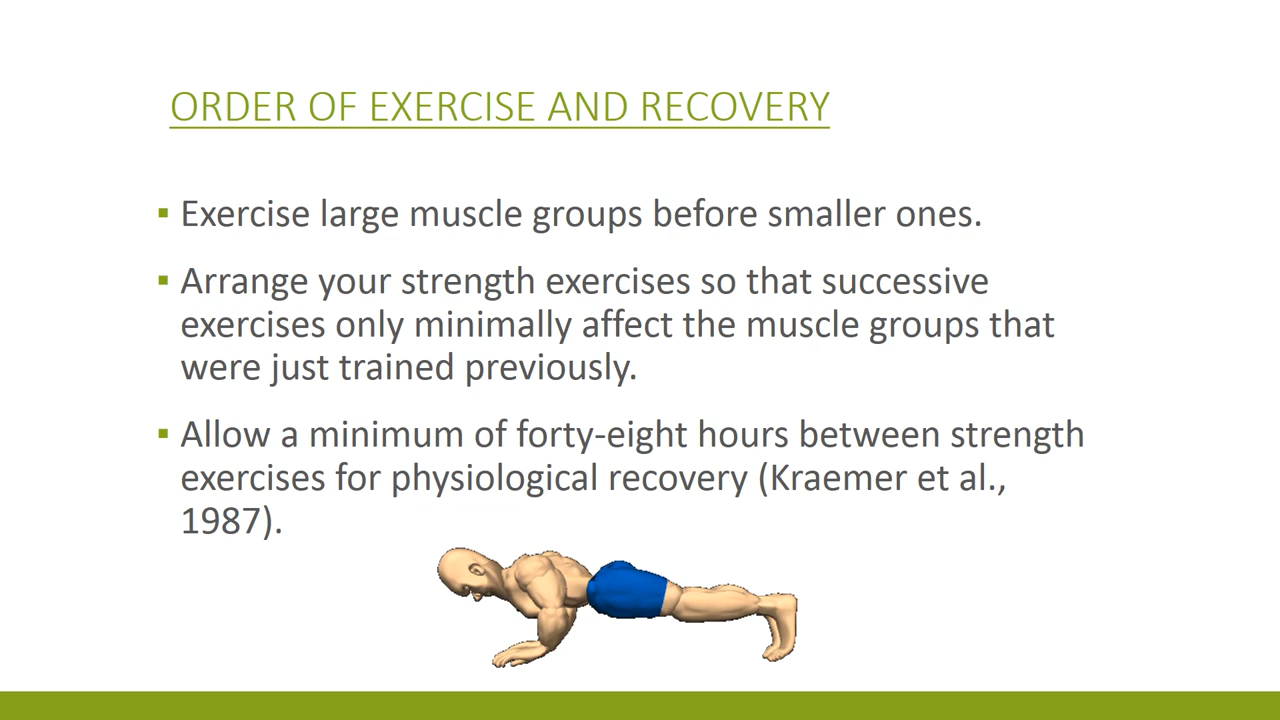 ORDER OF EXERCISE AND RECOVERY
▪ Exercise large muscle groups before smaller ones.
▪ Arrange your strength exercises so that successive
exercises only minimally affect the muscle groups that
were just trained previously.
▪ Allow a minimum of forty-eight hours between strength
exercises for physiological recovery (Kraemer et al.,
1987).